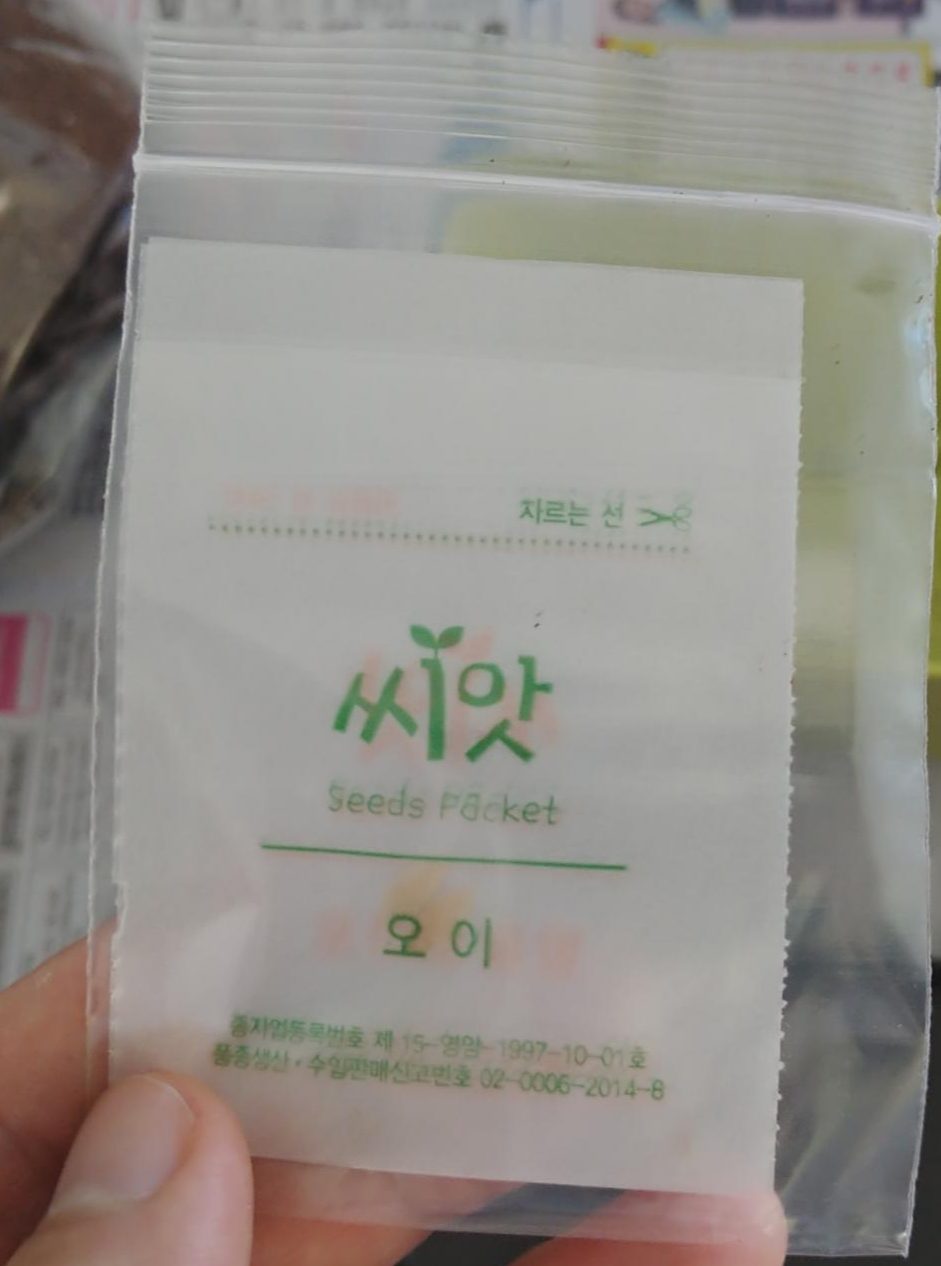 자르는 선
씨앗
Seeds Packet
오이
종자업등록번호 제 15-영암-1997-10-01호
품종생산·수입판매신고번호 02-0006-2014-8